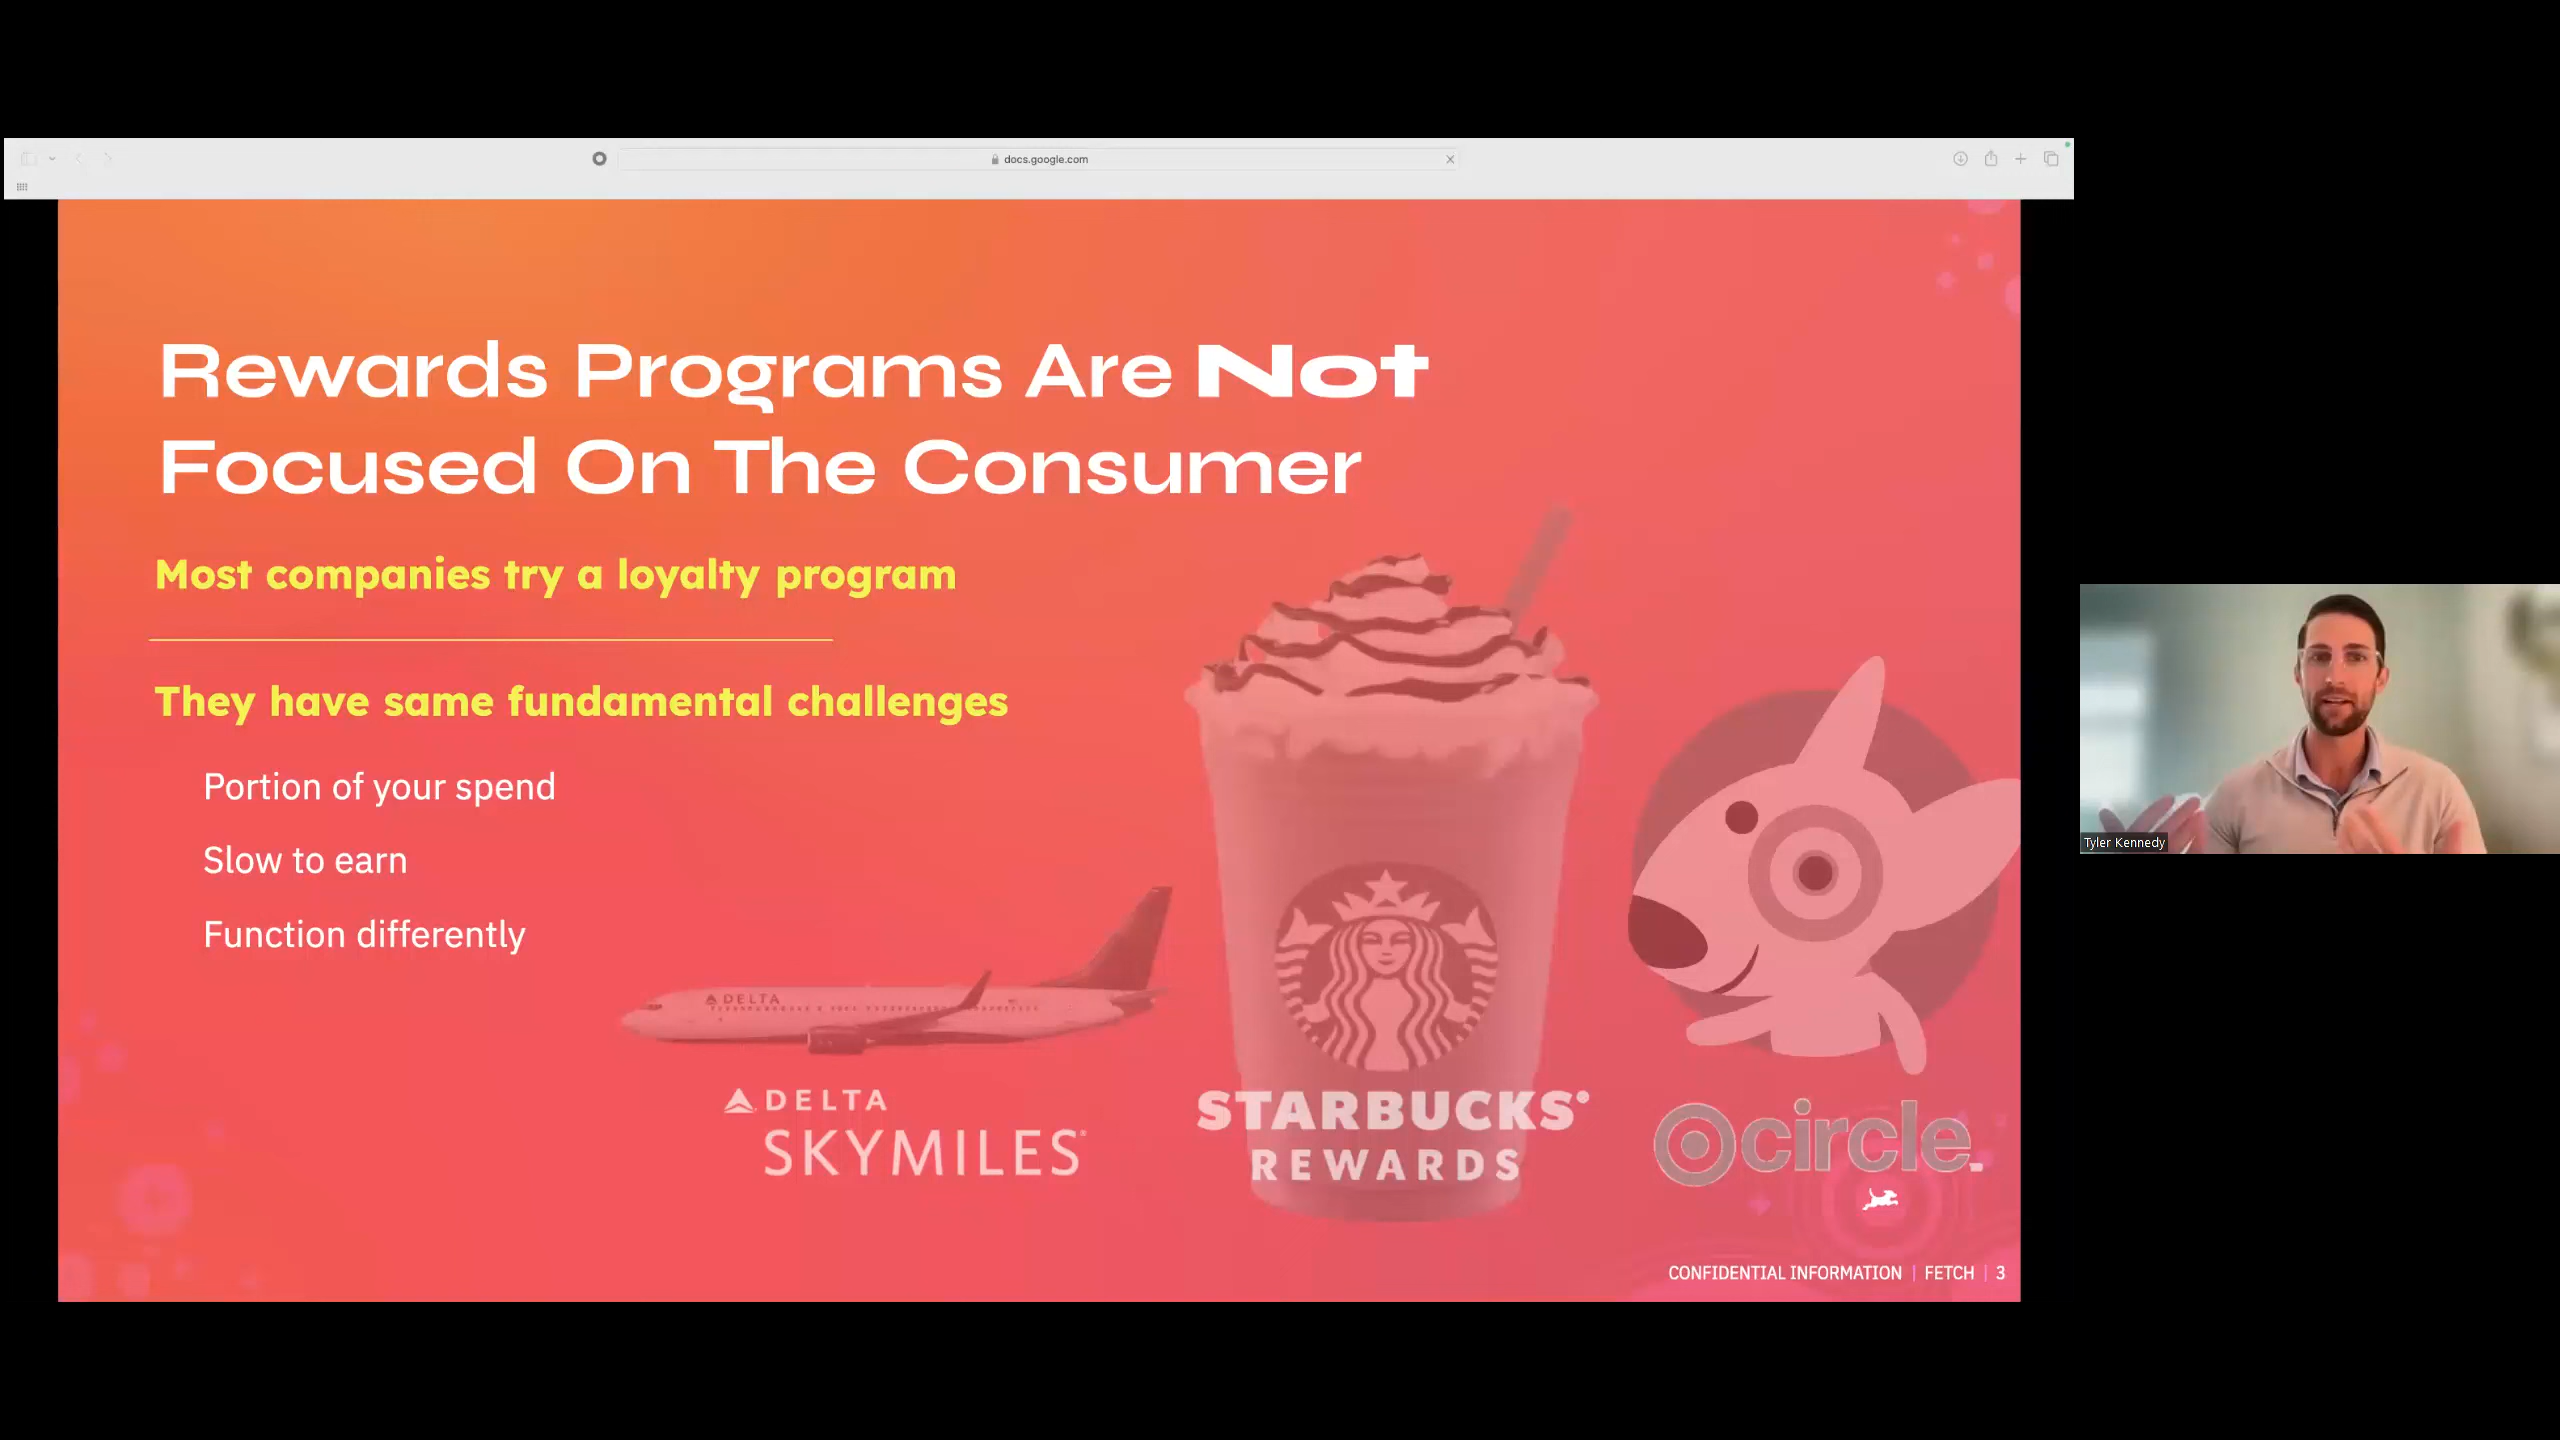 docs.google.com
Rewards Programs Are Not
Focused On The Consumer
Most companies try a loyalty program
They have same fundamental challenges
Portion of your spend
Slow to earn
Function differently
DELTA
DELTA
SKYMILES
STARBUCKS
REWARDS
circle.
CONFIDENTIAL INFORMATION | FETCH | 3
Tyler Kennedy